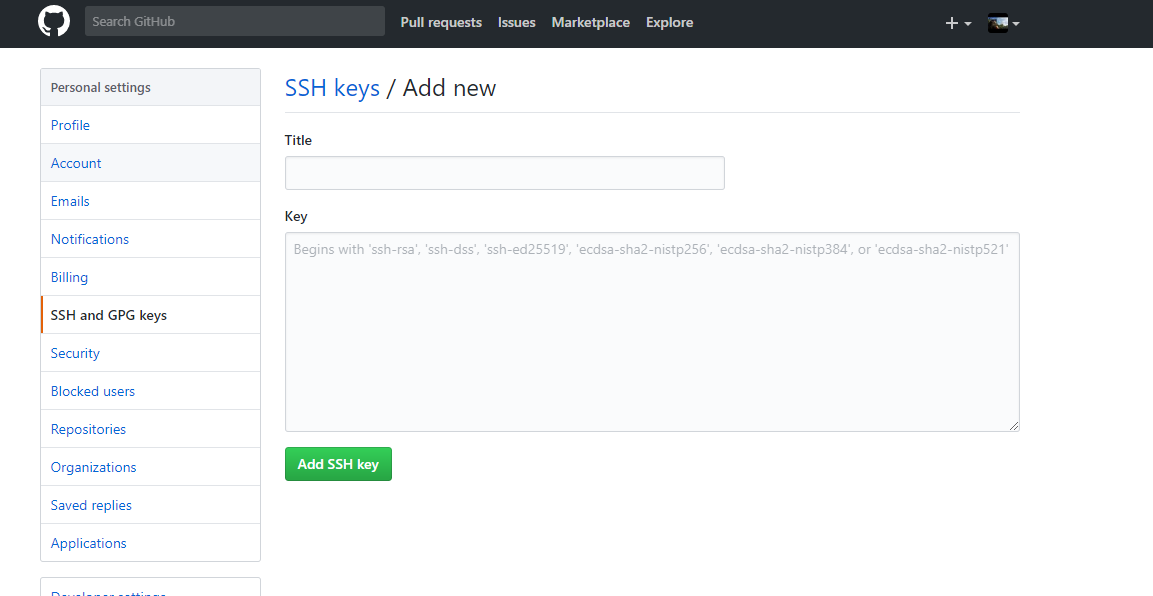 Search GitHub Pull requests Issues Marketplace Explore
Personal settings
Profile
Account
Emails
Notifications
Billing
SSH and GPG keys
Security
Blocked users
Repositories
Organizations
Saved replies
Applications
Developer settings
SSH keys / Add new
Title
Key
Begins with 'ssh-rsa', 'ssh-dss', 'ssh-ed25519', 'ecdsa-sha2-nistp256', 'ecdsa-sha2-nistp384', or 'ecdsa-sha2-nistp521'
Add SSH key